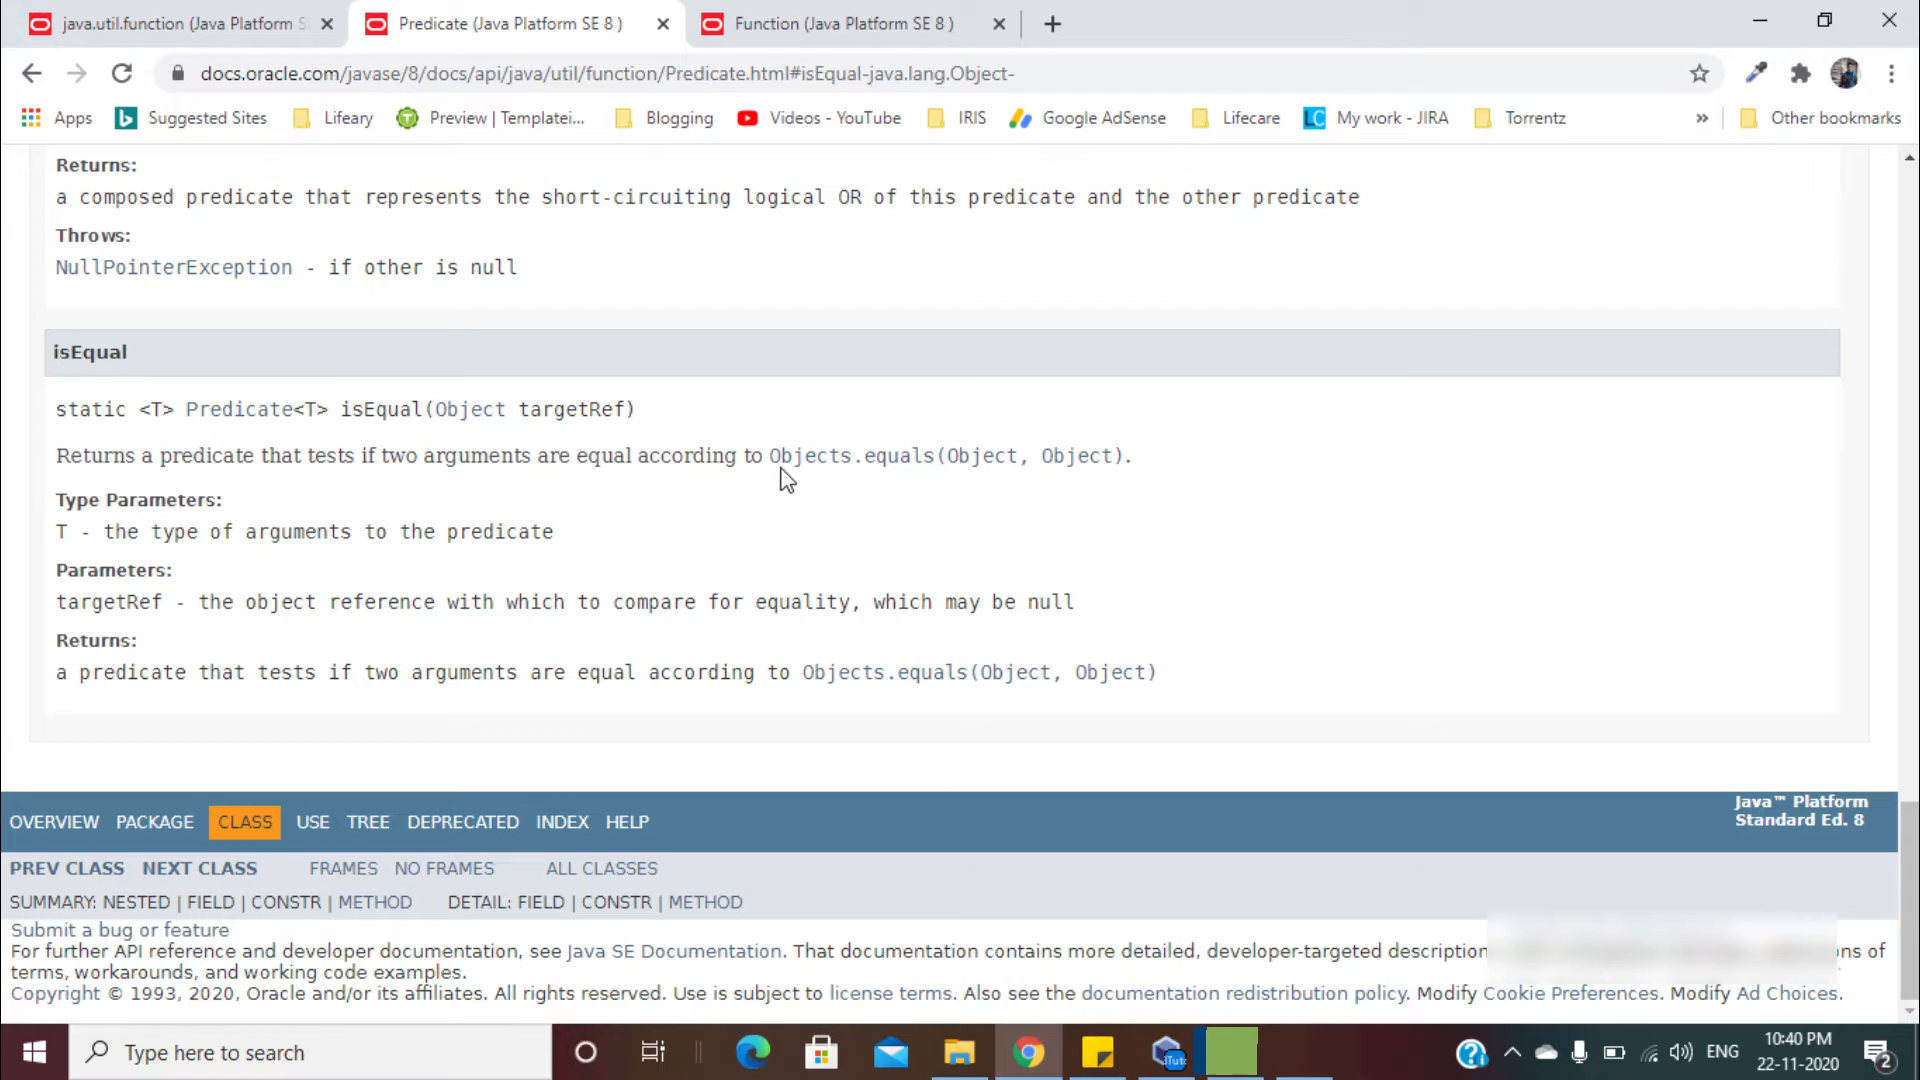 java.util.function (Java Platform S
Predicate (Java Platform SE 8 )
Function (Java Platform SE 8 )
docs.oracle.com/javase/8/docs/api/java/util/function/Predicate.html#isEqual-java.lang.Object-
Apps
Suggested Sites
Lifeary
Preview | Templatei...
Blogging
Videos - YouTube
IRIS
Google AdSense
Lifecare
LC
My work - JIRA
Torrentz
»
Other bookmarks
Returns:
a composed predicate that represents the short-circuiting logical OR of this predicate and the other predicate
Throws:
NullPointerException - if other is null
isEqual
static <T> Predicate<T> isEqual(Object targetRef)
Returns a predicate that tests if two arguments are equal according to Objects.equals(Object, Object).
Type Parameters:
T - the type of arguments to the predicate
Parameters:
targetRef - the object reference with which to compare for equality, which may be null
Returns:
a predicate that tests if two arguments are equal according to Objects.equals(Object, Object)
OVERVIEW PACKAGE CLASS USE TREE DEPRECATED INDEX HELP
Java™ Platform
Standard Ed. 8
PREV CLASS NEXT CLASS FRAMES NO FRAMES ALL CLASSES
SUMMARY: NESTED | FIELD | CONSTR | METHOD DETAIL: FIELD | CONSTR | METHOD
Submit a bug or feature
For further API reference and developer documentation, see Java SE Documentation. That documentation contains more detailed, developer-targeted description ns of
terms, workarounds, and working code examples.
Copyright © 1993, 2020, Oracle and/or its affiliates. All rights reserved. Use is subject to license terms. Also see the documentation redistribution policy. Modify Cookie Preferences. Modify Ad Choices.
Type here to search
ENG
10:40 PM
22-11-2020
2